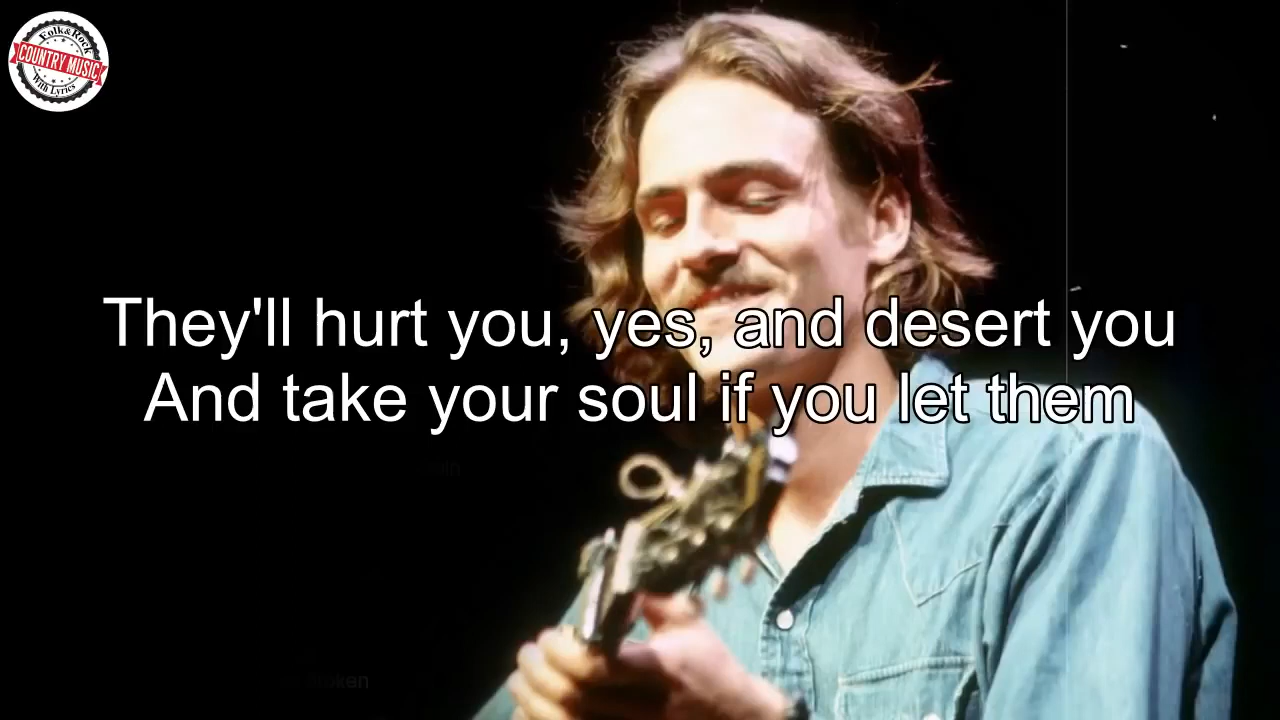 Folk&Rock
COUNTRY MUSIC
With Lyrics
They'll hurt you, yes, and desert you
And take your soul if you let them